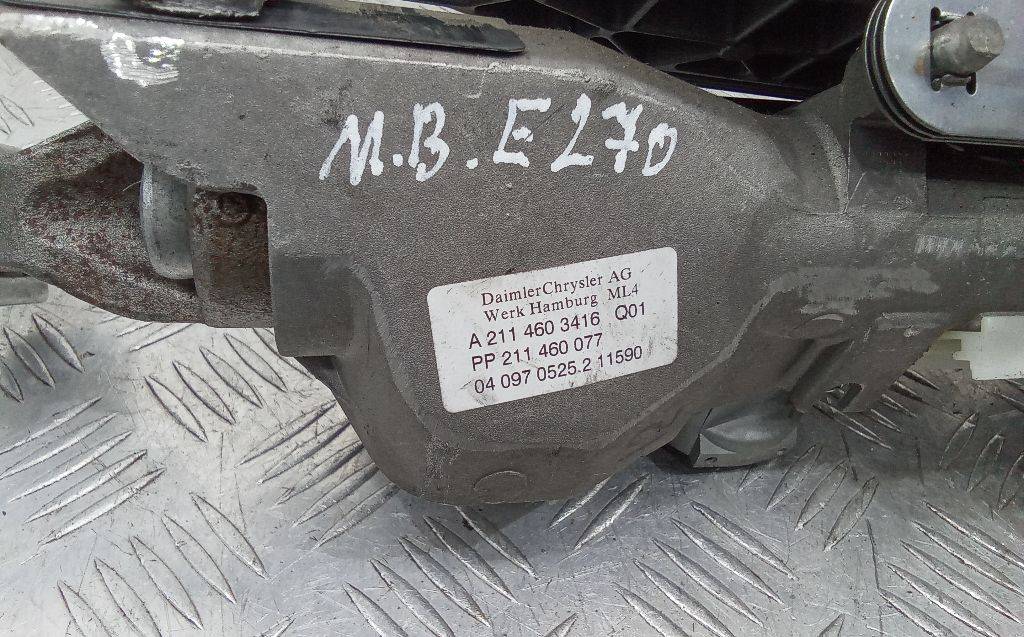 M.B. E270
DaimlerChrysler AG
Werk Hamburg ML4
A 211 460 3416 Q01
PP 211 460 077
04 097 0525.2 11590